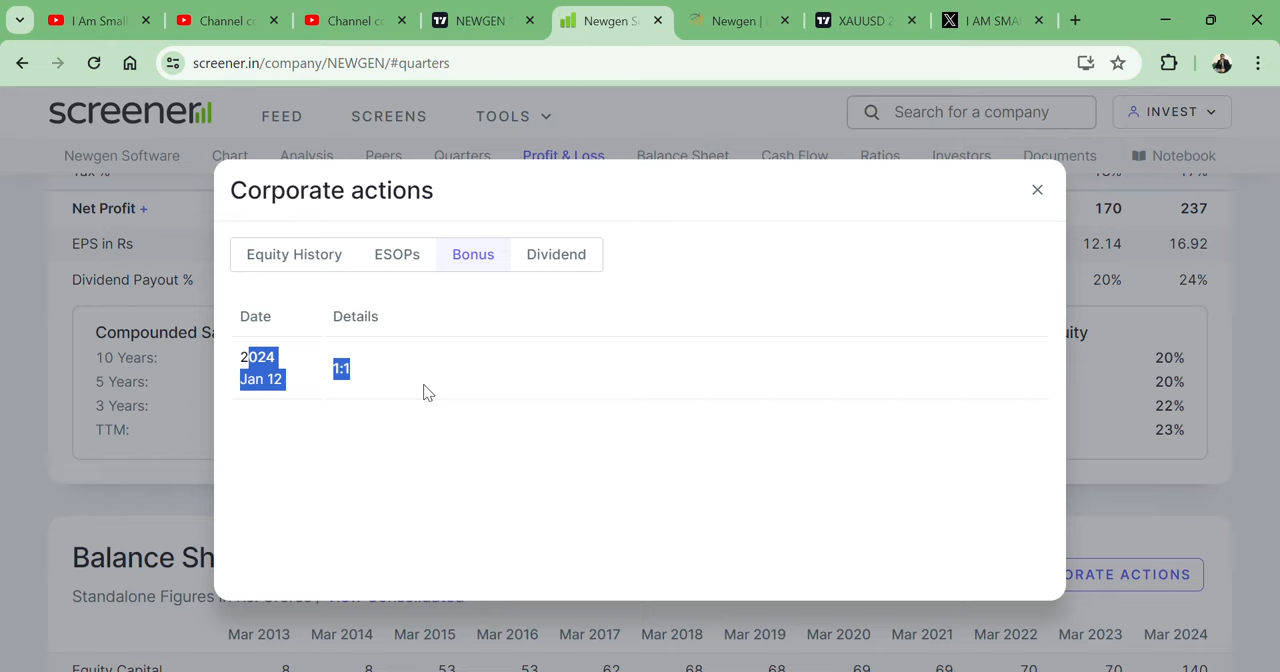 I Am Small
Channel co
Channel co
NEWGEN
Newgen So
Newgen |
XAUUSD 2
I AM SMA
screener.in/company/NEWGEN/#quarters
screener
FEED
SCREENS
TOOLS
Search for a company
INVEST
Newgen Software
Chart
Analysis
Peers
Quarters
Profit & Loss
Balance Sheet
Cash Flow
Ratios
Investors
Documents
Notebook
Corporate actions
Equity History
ESOPs
Bonus
Dividend
Date
Details
2024
Jan 12
1:1
Tax %
Net Profit +
170
237
EPS in Rs
12.14
16.92
Dividend Payout %
20%
24%
Compounded Sa
10 Years:
5 Years:
3 Years:
TTM:
uity
20%
20%
22%
23%
Balance Sh
ORATE ACTIONS
Standalone Figures
Mar 2013
Mar 2014
Mar 2015
Mar 2016
Mar 2017
Mar 2018
Mar 2019
Mar 2020
Mar 2021
Mar 2022
Mar 2023
Mar 2024
Equity Capital
8
8
53
53
62
68
68
69
69
70
70
140